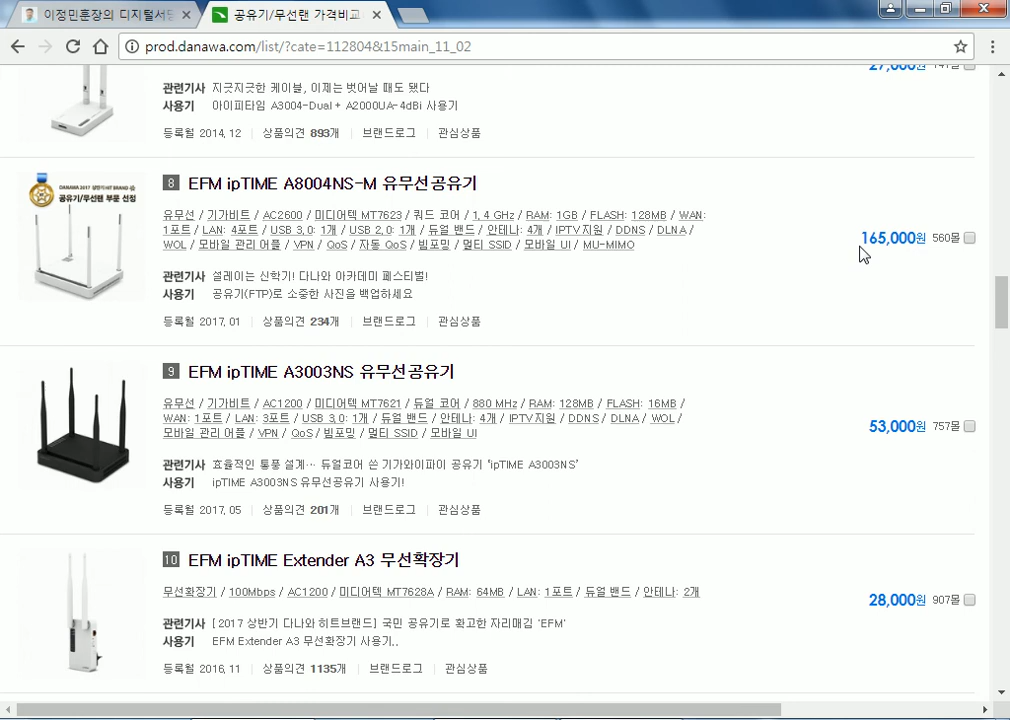 이정민훈장의 디지털서당
공유기/무선랜 가격비교
prod.danawa.com/list/?cate=112804&15main_11_02
27,000원 141몰
관련기사 지긋지긋한 케이블, 이제는 벗어날 때도 됐다
사용기 아이피타임 A3004-Dual + A2000UA-4dBi 사용기
등록월 2014.12 상품의견 893개 브랜드로그 관심상품
DANAWA 2017 상반기 HIT BRAND
공유기/무선랜 부문 선정
8 EFM ipTIME A8004NS-M 유무선공유기
유무선 / 기가비트 / AC2600 / 미디어텍 MT7623 / 쿼드 코어 / 1.4 GHz / RAM: 1GB / FLASH: 128MB / WAN:
1포트 / LAN: 4포트 / USB 3.0: 1개 / USB 2.0: 1개 / 듀얼 밴드 / 안테나: 4개 / IPTV지원 / DDNS / DLNA /
WOL / 모바일 관리 어플 / VPN / QoS / 자동 QoS / 빔포밍 / 멀티 SSID / 모바일 UI / MU-MIMO
165,000원 560몰
관련기사 설레이는 신학기! 다나와 아카데미 페스티벌!
사용기 공유기(FTP)로 소중한 사진을 백업하세요
등록월 2017.01 상품의견 234개 브랜드로그 관심상품
9 EFM ipTIME A3003NS 유무선공유기
유무선 / 기가비트 / AC1200 / 미디어텍 MT7621 / 듀얼 코어 / 880 MHz / RAM: 128MB / FLASH: 16MB /
WAN: 1포트 / LAN: 3포트 / USB 3.0: 1개 / 듀얼 밴드 / 안테나: 4개 / IPTV지원 / DDNS / DLNA / WOL /
모바일 관리 어플 / VPN / QoS / 빔포밍 / 멀티 SSID / 모바일 UI
53,000원 757몰
관련기사 효율적인 통풍 설계… 듀얼코어 쓴 기가와이파이 공유기 ‘ipTIME A3003NS’
사용기 ipTIME A3003NS 유무선공유기 사용기!
등록월 2017.05 상품의견 201개 브랜드로그 관심상품
10 EFM ipTIME Extender A3 무선확장기
무선확장기 / 100Mbps / AC1200 / 미디어텍 MT7628A / RAM: 64MB / LAN: 1포트 / 듀얼 밴드 / 안테나: 2개
28,000원 907몰
관련기사 [2017 상반기 다나와 히트브랜드] 국민 공유기로 확고한 자리매김 'EFM'
사용기 EFM Extender A3 무선확장기 사용기..
등록월 2016.11 상품의견 1135개 브랜드로그 관심상품